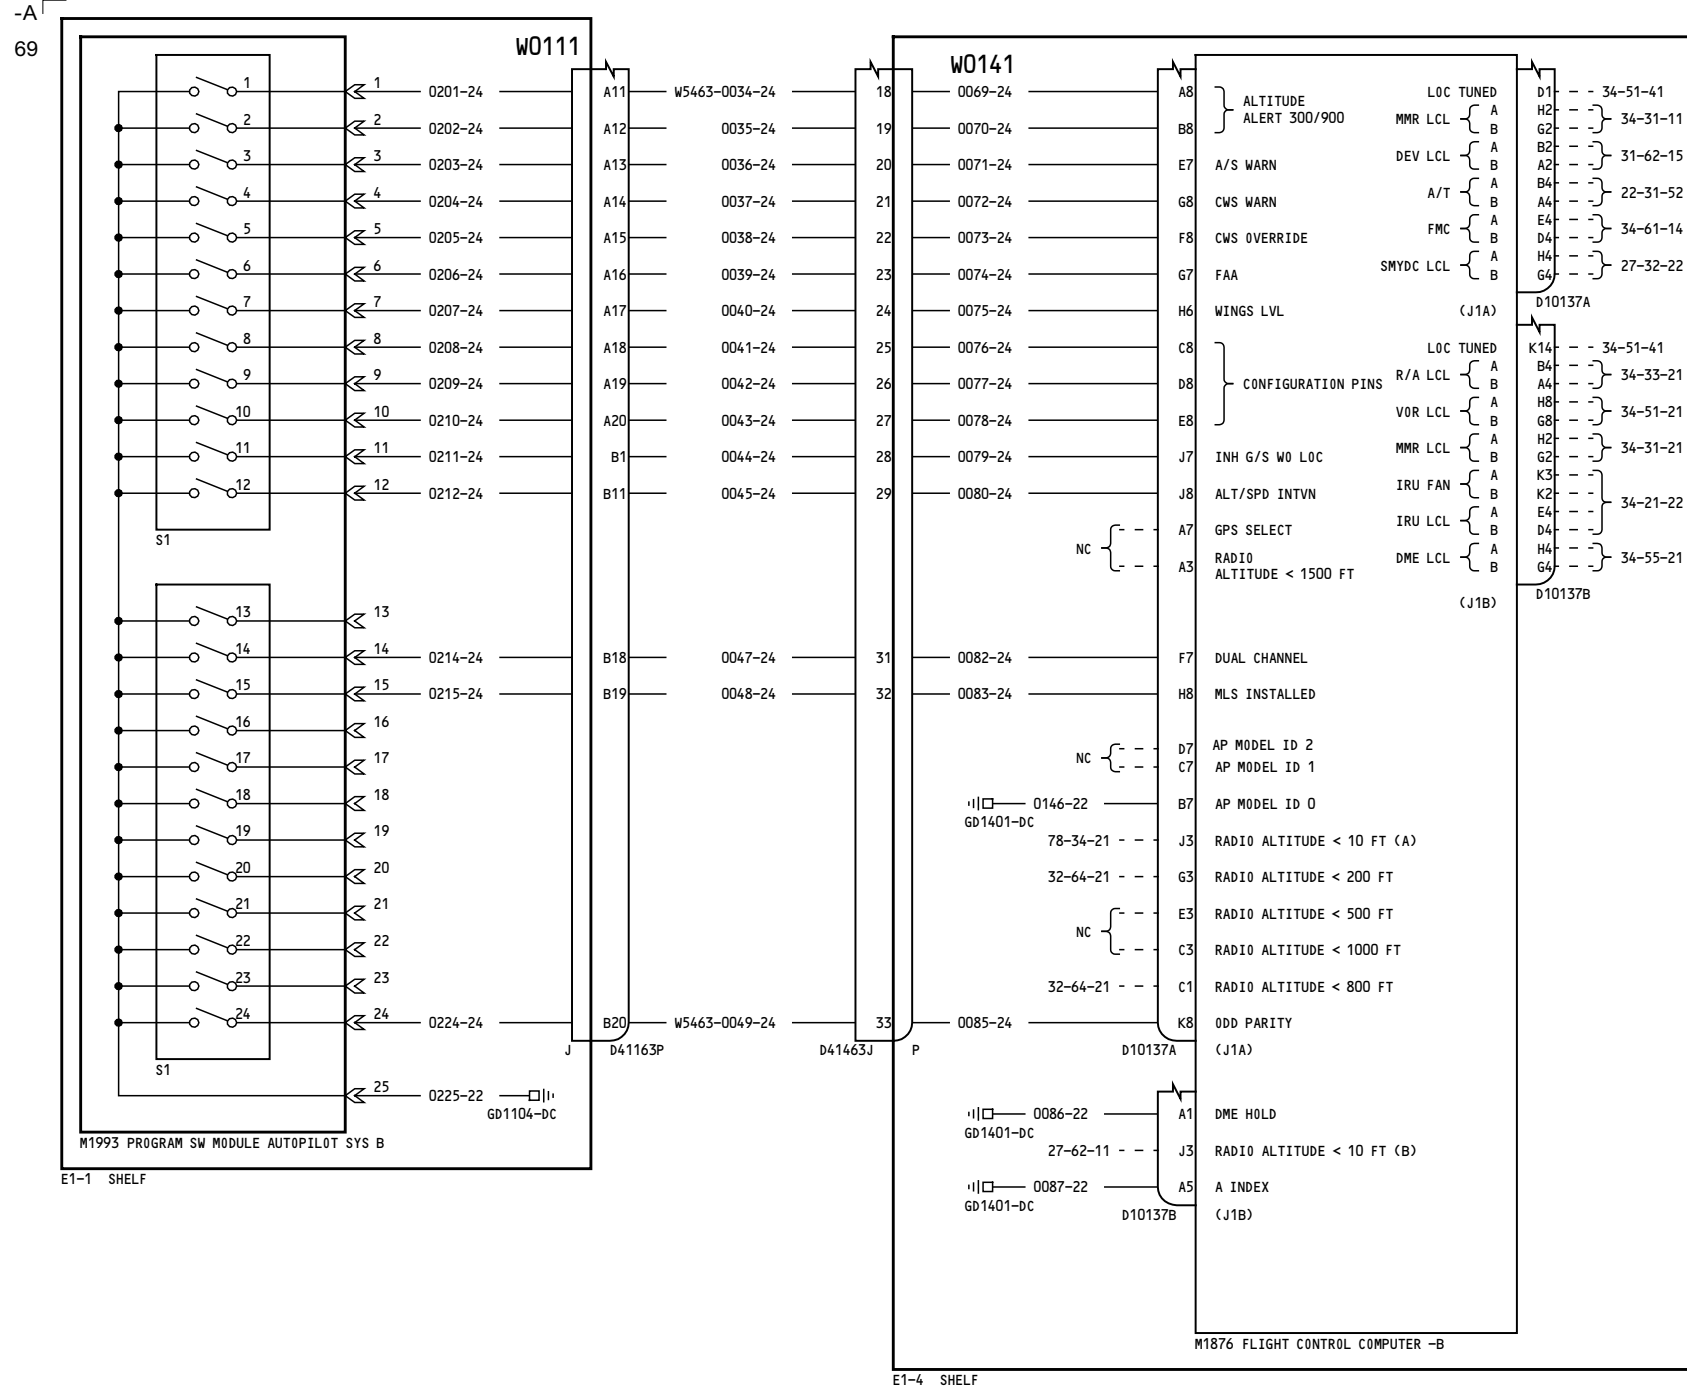 -A
69
W0111
W0141
1 1 0201-24 A11 W5463-0034-24 18 0069-24 A8
2 2 0202-24 A12 0035-24 19 0070-24 B8
ALTITUDE
ALERT 300/900
3 3 0203-24 A13 0036-24 20 0071-24 E7 A/S WARN
4 4 0204-24 A14 0037-24 21 0072-24 G8 CWS WARN
5 5 0205-24 A15 0038-24 22 0073-24 F8 CWS OVERRIDE
6 6 0206-24 A16 0039-24 23 0074-24 G7 FAA
7 7 0207-24 A17 0040-24 24 0075-24 H6 WINGS LVL
8 8 0208-24 A18 0041-24 25 0076-24 C8
9 9 0209-24 A19 0042-24 26 0077-24 D8 CONFIGURATION PINS
10 10 0210-24 A20 0043-24 27 0078-24 E8
11 11 0211-24 B1 0044-24 28 0079-24 J7 INH G/S WO LOC
12 12 0212-24 B11 0045-24 29 0080-24 J8 ALT/SPD INTVN
S1
NC
A7 GPS SELECT
A3 RADIO
ALTITUDE < 1500 FT
LOC TUNED D1 34-51-41
MMR LCL A H2 34-31-11
B G2
DEV LCL A B2 31-62-15
B A2
A/T A B4 22-31-52
B A4
FMC A E4 34-61-14
B D4
SMYDC LCL A H4 27-32-22
B G4
D10137A
(J1A)
LOC TUNED K14 34-51-41
R/A LCL A B4 34-33-21
B A4
VOR LCL A H8 34-51-21
B G8
MMR LCL A H2 34-31-21
B G2
IRU FAN A K3
B K2
34-21-22
IRU LCL A E4
B D4
DME LCL A H4 34-55-21
B G4
D10137B
(J1B)
13 13
14 14 0214-24 B18 0047-24 31 0082-24 F7 DUAL CHANNEL
15 15 0215-24 B19 0048-24 32 0083-24 H8 MLS INSTALLED
16 16
NC D7 AP MODEL ID 2
17 17 C7 AP MODEL ID 1
18 18 0146-22 B7 AP MODEL ID 0
GD1401-DC
19 19 78-34-21 J3 RADIO ALTITUDE < 10 FT (A)
20 20 32-64-21 G3 RADIO ALTITUDE < 200 FT
21 21 E3 RADIO ALTITUDE < 500 FT
NC
22 22 C3 RADIO ALTITUDE < 1000 FT
23 23 32-64-21 C1 RADIO ALTITUDE < 800 FT
24 24 0224-24 B20 W5463-0049-24 33 0085-24 K8 ODD PARITY
J D41163P D41463J P D10137A (J1A)
S1
25 0225-22
GD1104-DC
0086-22 A1 DME HOLD
GD1401-DC
27-62-11 J3 RADIO ALTITUDE < 10 FT (B)
0087-22 A5 A INDEX
GD1401-DC
D10137B (J1B)
M1993 PROGRAM SW MODULE AUTOPILOT SYS B
E1-1 SHELF
M1876 FLIGHT CONTROL COMPUTER -B
E1-4 SHELF